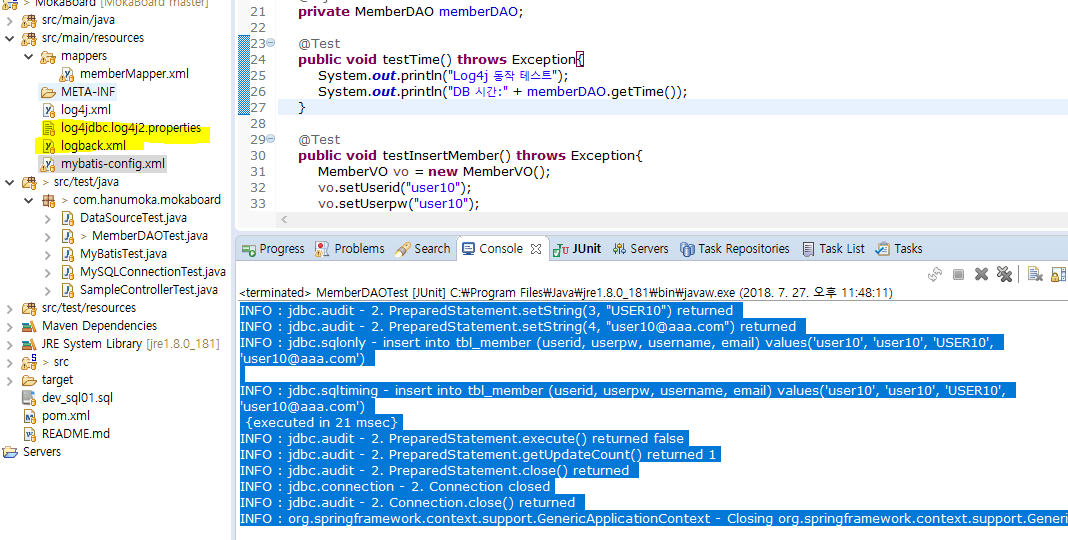 MokaBoard [MokaBoard master]
src/main/java
src/main/resources
mappers
memberMapper.xml
META-INF
log4j.xml
log4jdbc.log4j2.properties
logback.xml
mybatis-config.xml
> src/test/java
> com.hanumoka.mokaboard
DataSourceTest.java
> MemberDAOTest.java
MyBatisTest.java
MySQLConnectionTest.java
SampleControllerTest.java
src/test/resources
Maven Dependencies
JRE System Library [jre1.8.0_181]
> src
target
dev_sql01.sql
pom.xml
README.md
Servers
21 private MemberDAO memberDAO;
22
23 @Test
24 public void testTime() throws Exception{
25 System.out.println("Log4j 동작 테스트");
26 System.out.println("DB 시간:" + memberDAO.getTime());
27 }
28
29 @Test
30 public void testInsertMember() throws Exception{
31 MemberVO vo = new MemberVO();
32 vo.setUserid("user10");
33 vo.setUserpw("user10");
Progress Problems Search Console JUnit Servers Task Repositories Task List Tasks
<terminated> MemberDAOTest [JUnit] C:₩Program Files₩Java₩jre1.8.0_181₩bin₩javaw.exe (2018. 7. 27. 오후 11:48:11)
INFO : jdbc.audit - 2. PreparedStatement.setString(3, "USER10") returned
INFO : jdbc.audit - 2. PreparedStatement.setString(4, "user10@aaa.com") returned
INFO : jdbc.sqlonly - insert into tbl_member (userid, userpw, username, email) values('user10', 'user10', 'USER10',
'user10@aaa.com')
INFO : jdbc.sqltiming - insert into tbl_member (userid, userpw, username, email) values('user10', 'user10', 'USER10',
'user10@aaa.com')
{executed in 21 msec}
INFO : jdbc.audit - 2. PreparedStatement.execute() returned false
INFO : jdbc.audit - 2. PreparedStatement.getUpdateCount() returned 1
INFO : jdbc.audit - 2. PreparedStatement.close() returned
INFO : jdbc.connection - 2. Connection closed
INFO : jdbc.audit - 2. Connection.close() returned
INFO : org.springframework.context.support.GenericApplicationContext - Closing org.springframework.context.support.Generi